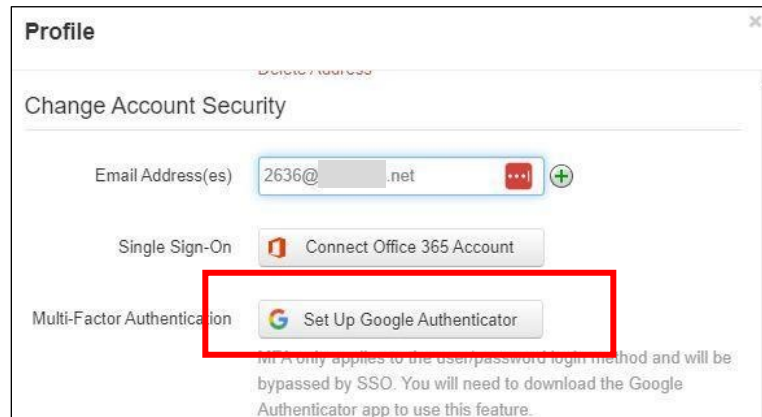 Profile
Delete Address
Change Account Security
Email Address(es) 2636@ .net
Single Sign-On Connect Office 365 Account
Multi-Factor Authentication Set Up Google Authenticator
MFA only applies to the user/password login method and will be
bypassed by SSO. You will need to download the Google
Authenticator app to use this feature.